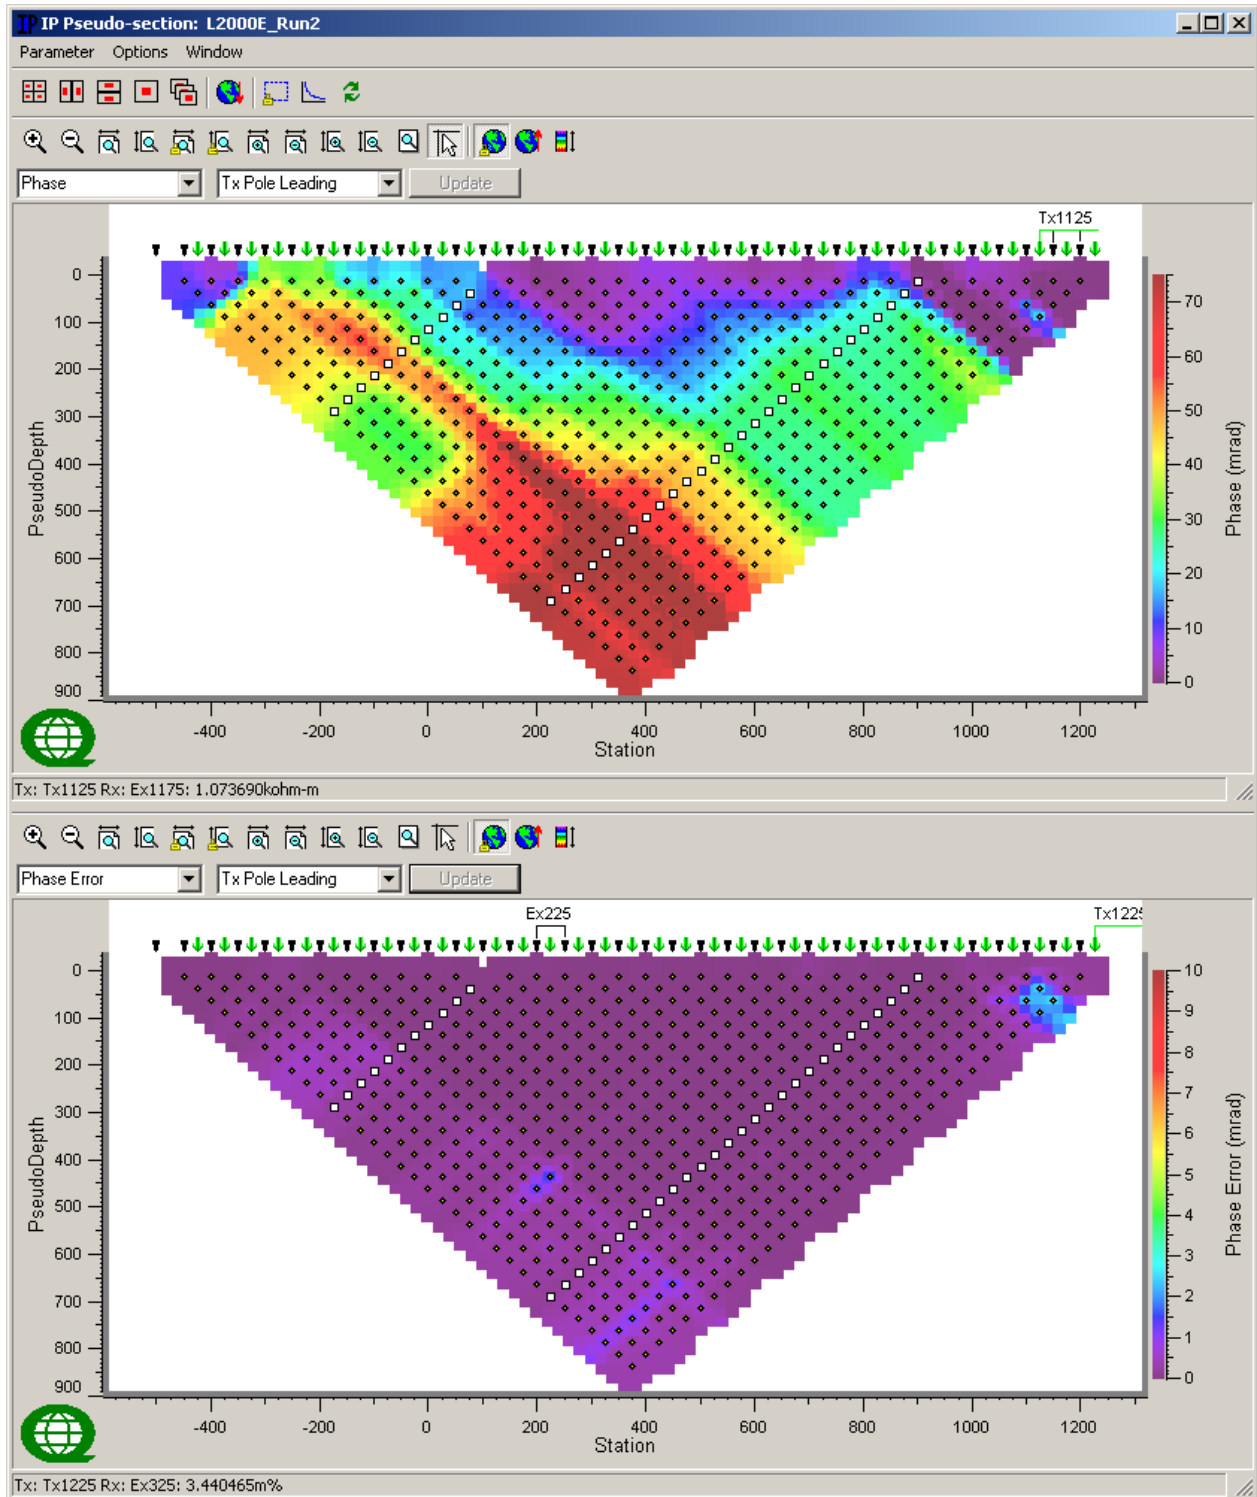 IP IP Pseudo-section: L2000E_Run2
Parameter Options Window
Phase Tx Pole Leading Update
Tx1125
0
100
200
300
400
500
600
700
800
900
PseudoDepth
-400 -200 0 200 400 600 800 1000 1200
Station
70
60
50
40
30
20
10
0
Phase (mrad)
Tx: Tx1125 Rx: Ex1175: 1.073690kohm-m
Phase Error Tx Pole Leading Update
Ex225 Tx1225
0
100
200
300
400
500
600
700
800
900
PseudoDepth
-400 -200 0 200 400 600 800 1000 1200
Station
10
9
8
7
6
5
4
3
2
1
0
Phase Error (mrad)
Tx: Tx1225 Rx: Ex325: 3.440465m%